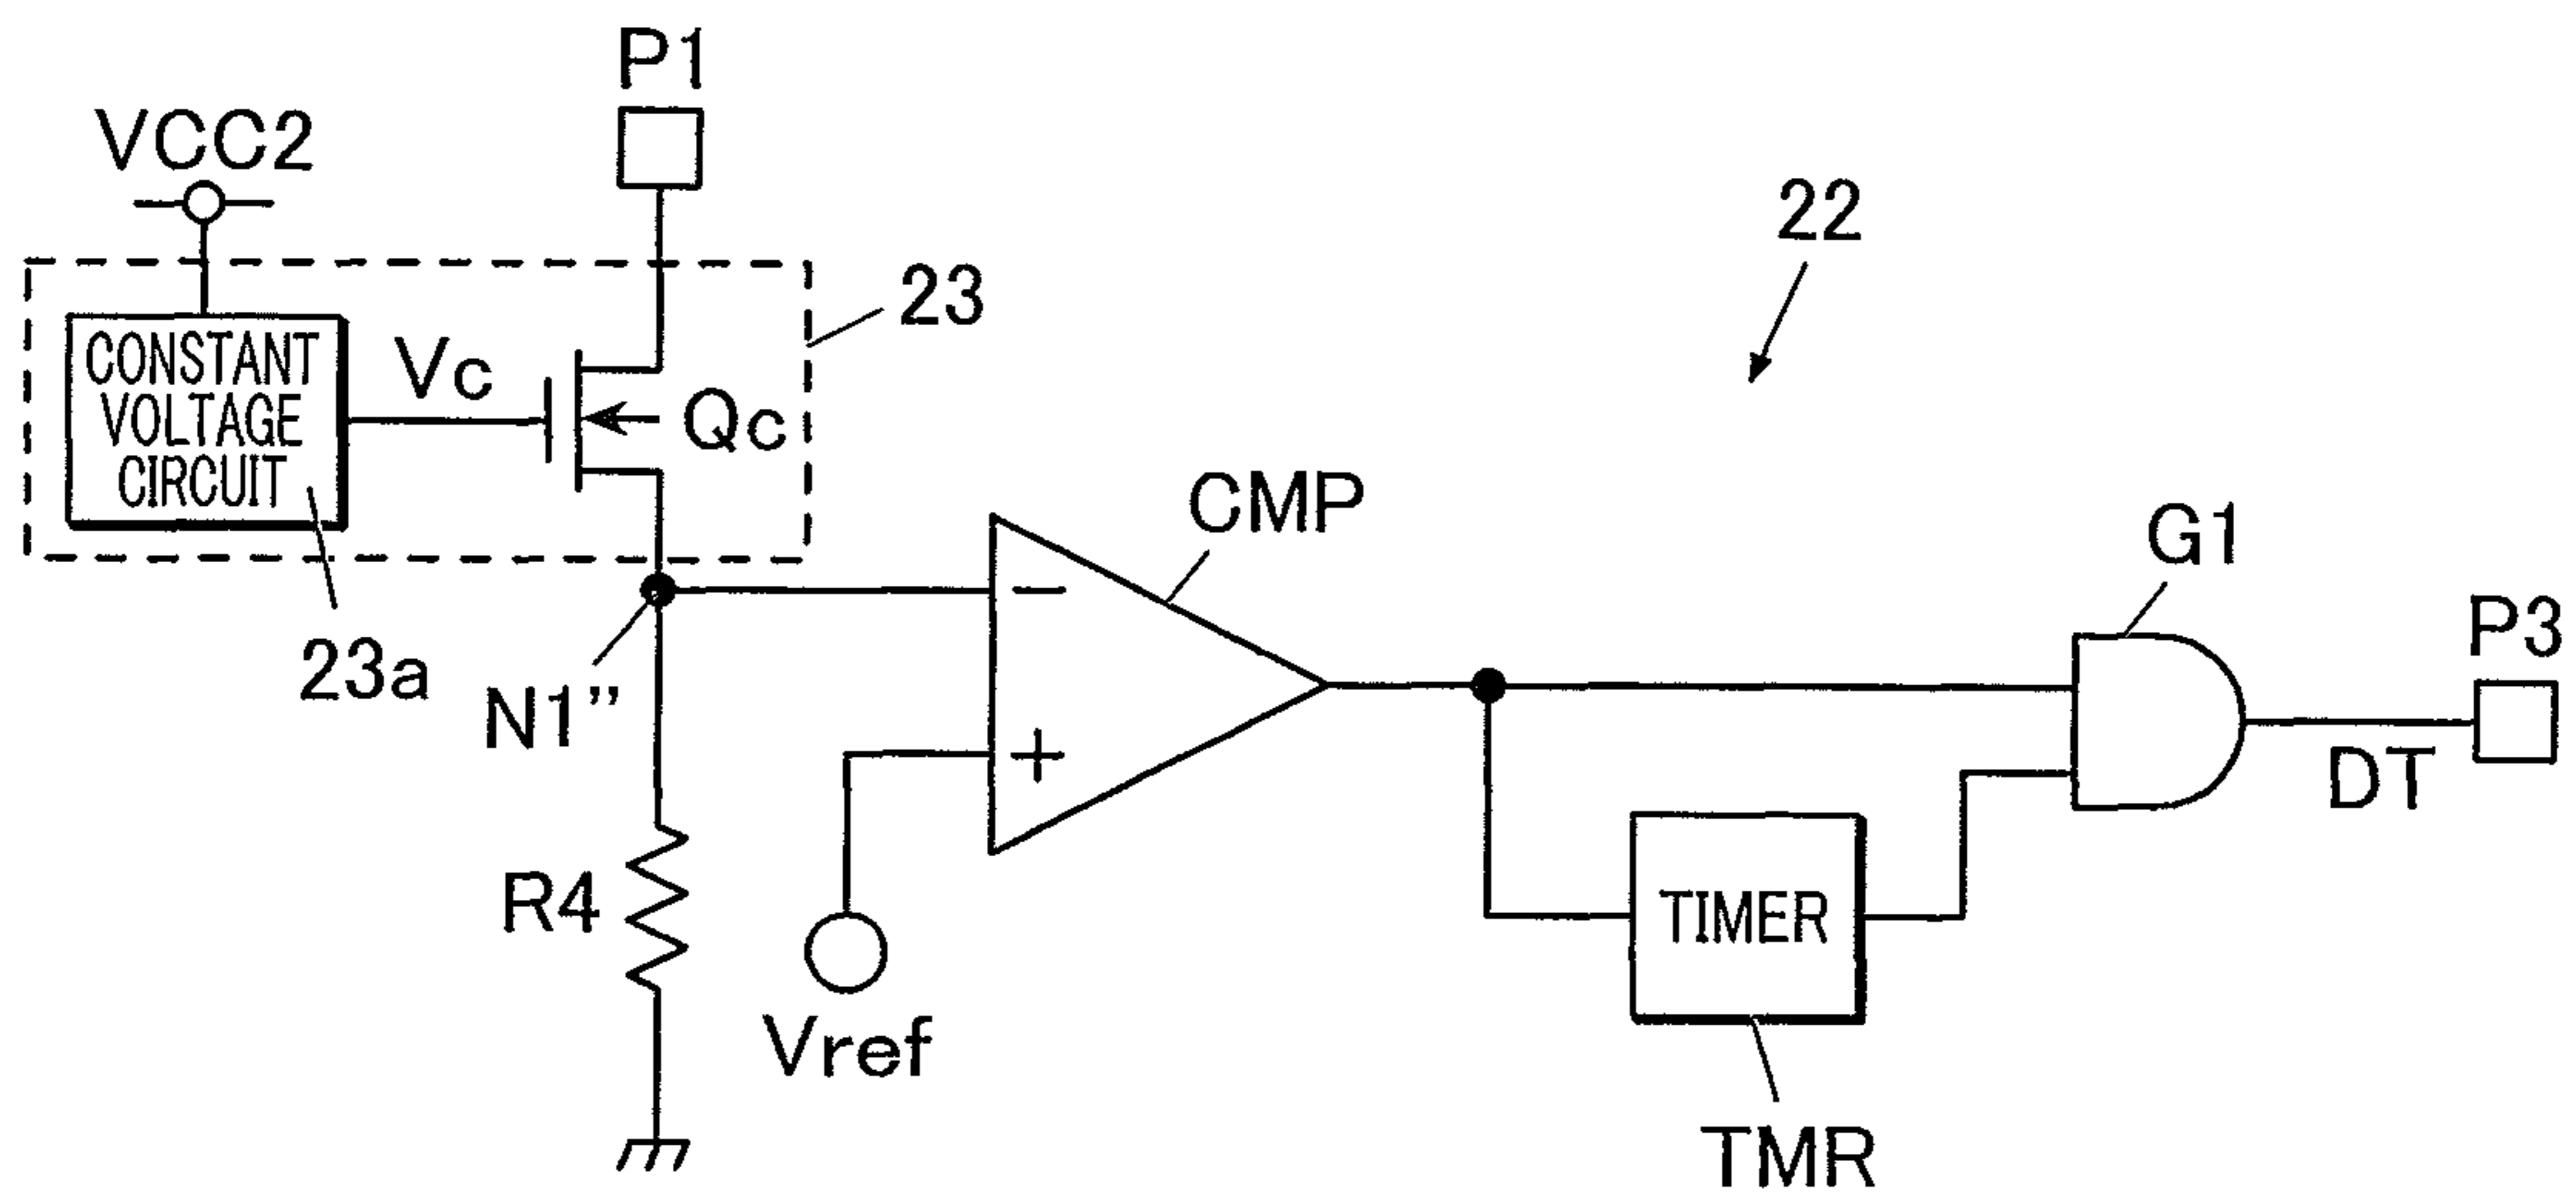 P1
VCC2
22
23
CONSTANT
VOLTAGE
CIRCUIT
Vc
Qc
CMP
G1
P3
23a
N1”
−
+
DT
R4
TIMER
Vref
TMR